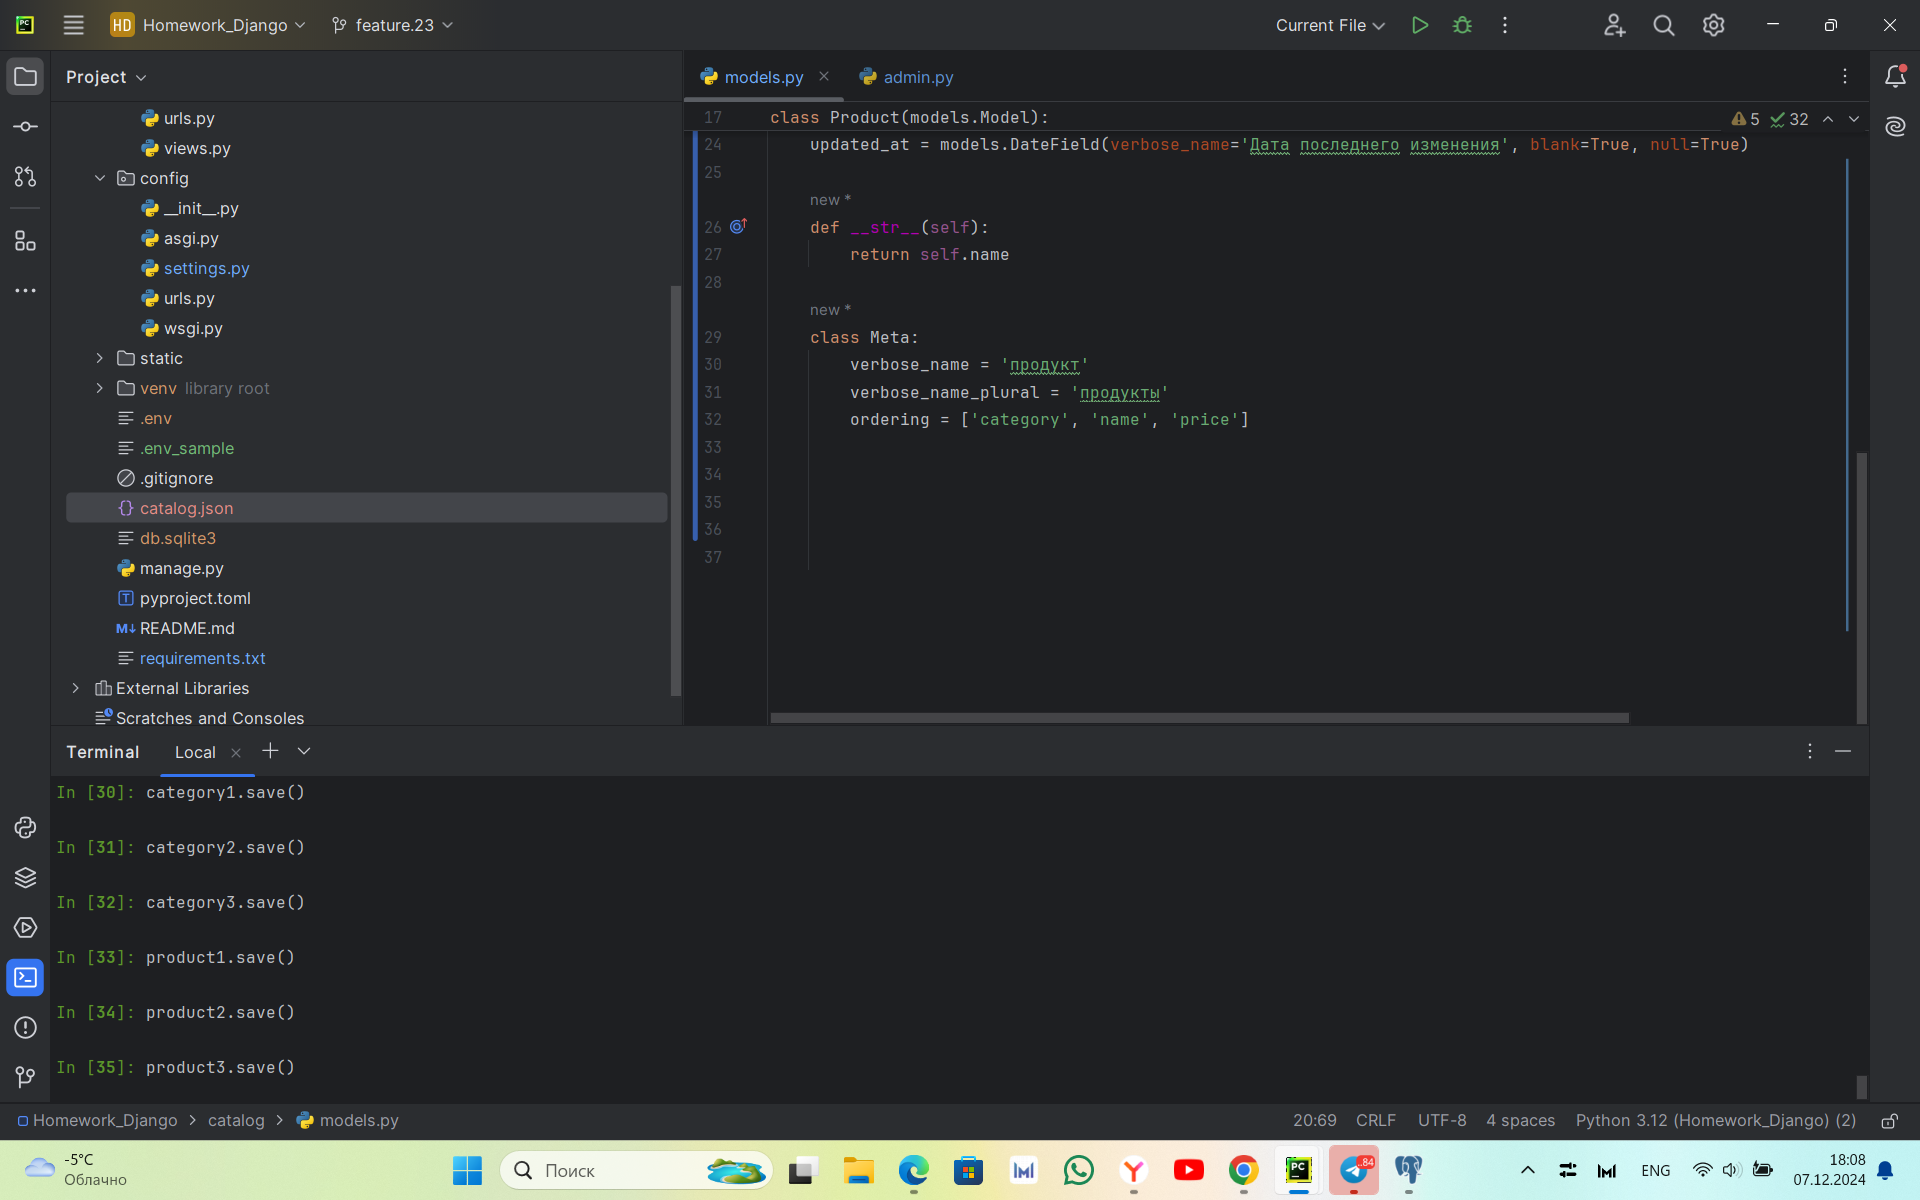 HD Homework_Django feature.23 Current File
Project
models.py admin.py
urls.py
views.py
config
__init__.py
asgi.py
settings.py
urls.py
wsgi.py
static
venv library root
.env
.env_sample
.gitignore
catalog.json
db.sqlite3
manage.py
pyproject.toml
README.md
requirements.txt
External Libraries
Scratches and Consoles
17 class Product(models.Model): 5 32
24 updated_at = models.DateField(verbose_name='Дата последнего изменения', blank=True, null=True)
25
new *
26 def __str__(self):
27 return self.name
28
new *
29 class Meta:
30 verbose_name = 'продукт'
31 verbose_name_plural = 'продукты'
32 ordering = ['category', 'name', 'price']
33
34
35
36
37
Terminal Local
In [30]: category1.save()
In [31]: category2.save()
In [32]: category3.save()
In [33]: product1.save()
In [34]: product2.save()
In [35]: product3.save()
Homework_Django > catalog > models.py 20:69 CRLF UTF-8 4 spaces Python 3.12 (Homework_Django) (2)
-5°C
Облачно
Поиск
84
ENG
18:08
07.12.2024